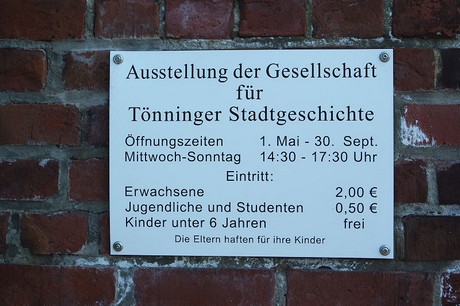 Ausstellung der Gesellschaft
für
Tönninger Stadtgeschichte
Öffnungszeiten 1. Mai - 30. Sept.
Mittwoch-Sonntag 14:30 - 17:30 Uhr
Eintritt:
Erwachsene 2,00 €
Jugendliche und Studenten 0,50 €
Kinder unter 6 Jahren frei
Die Eltern haften für ihre Kinder